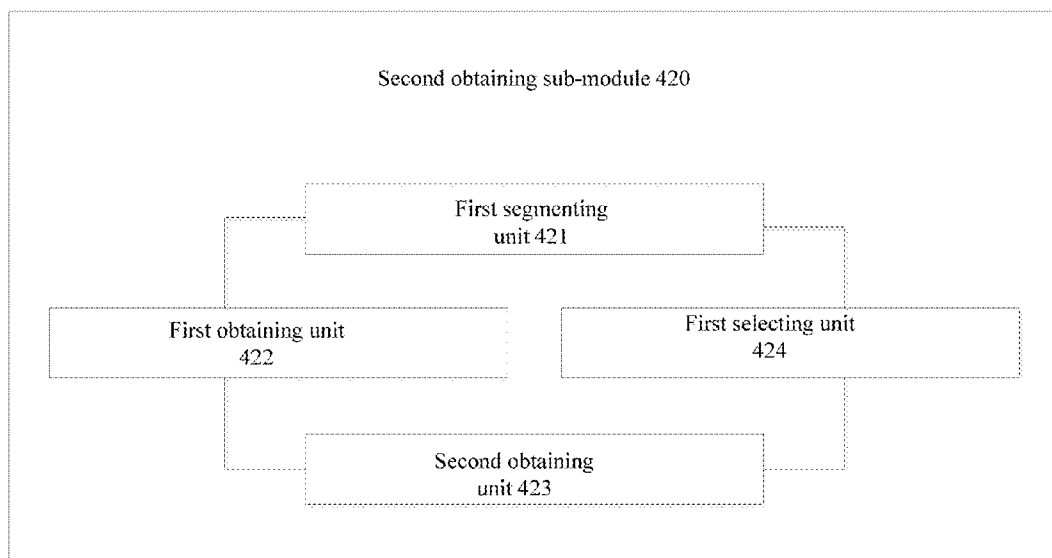 Second obtaining sub-module 420
First segmenting
unit 421
First obtaining unit
422
First selecting unit
424
Second obtaining
unit 423